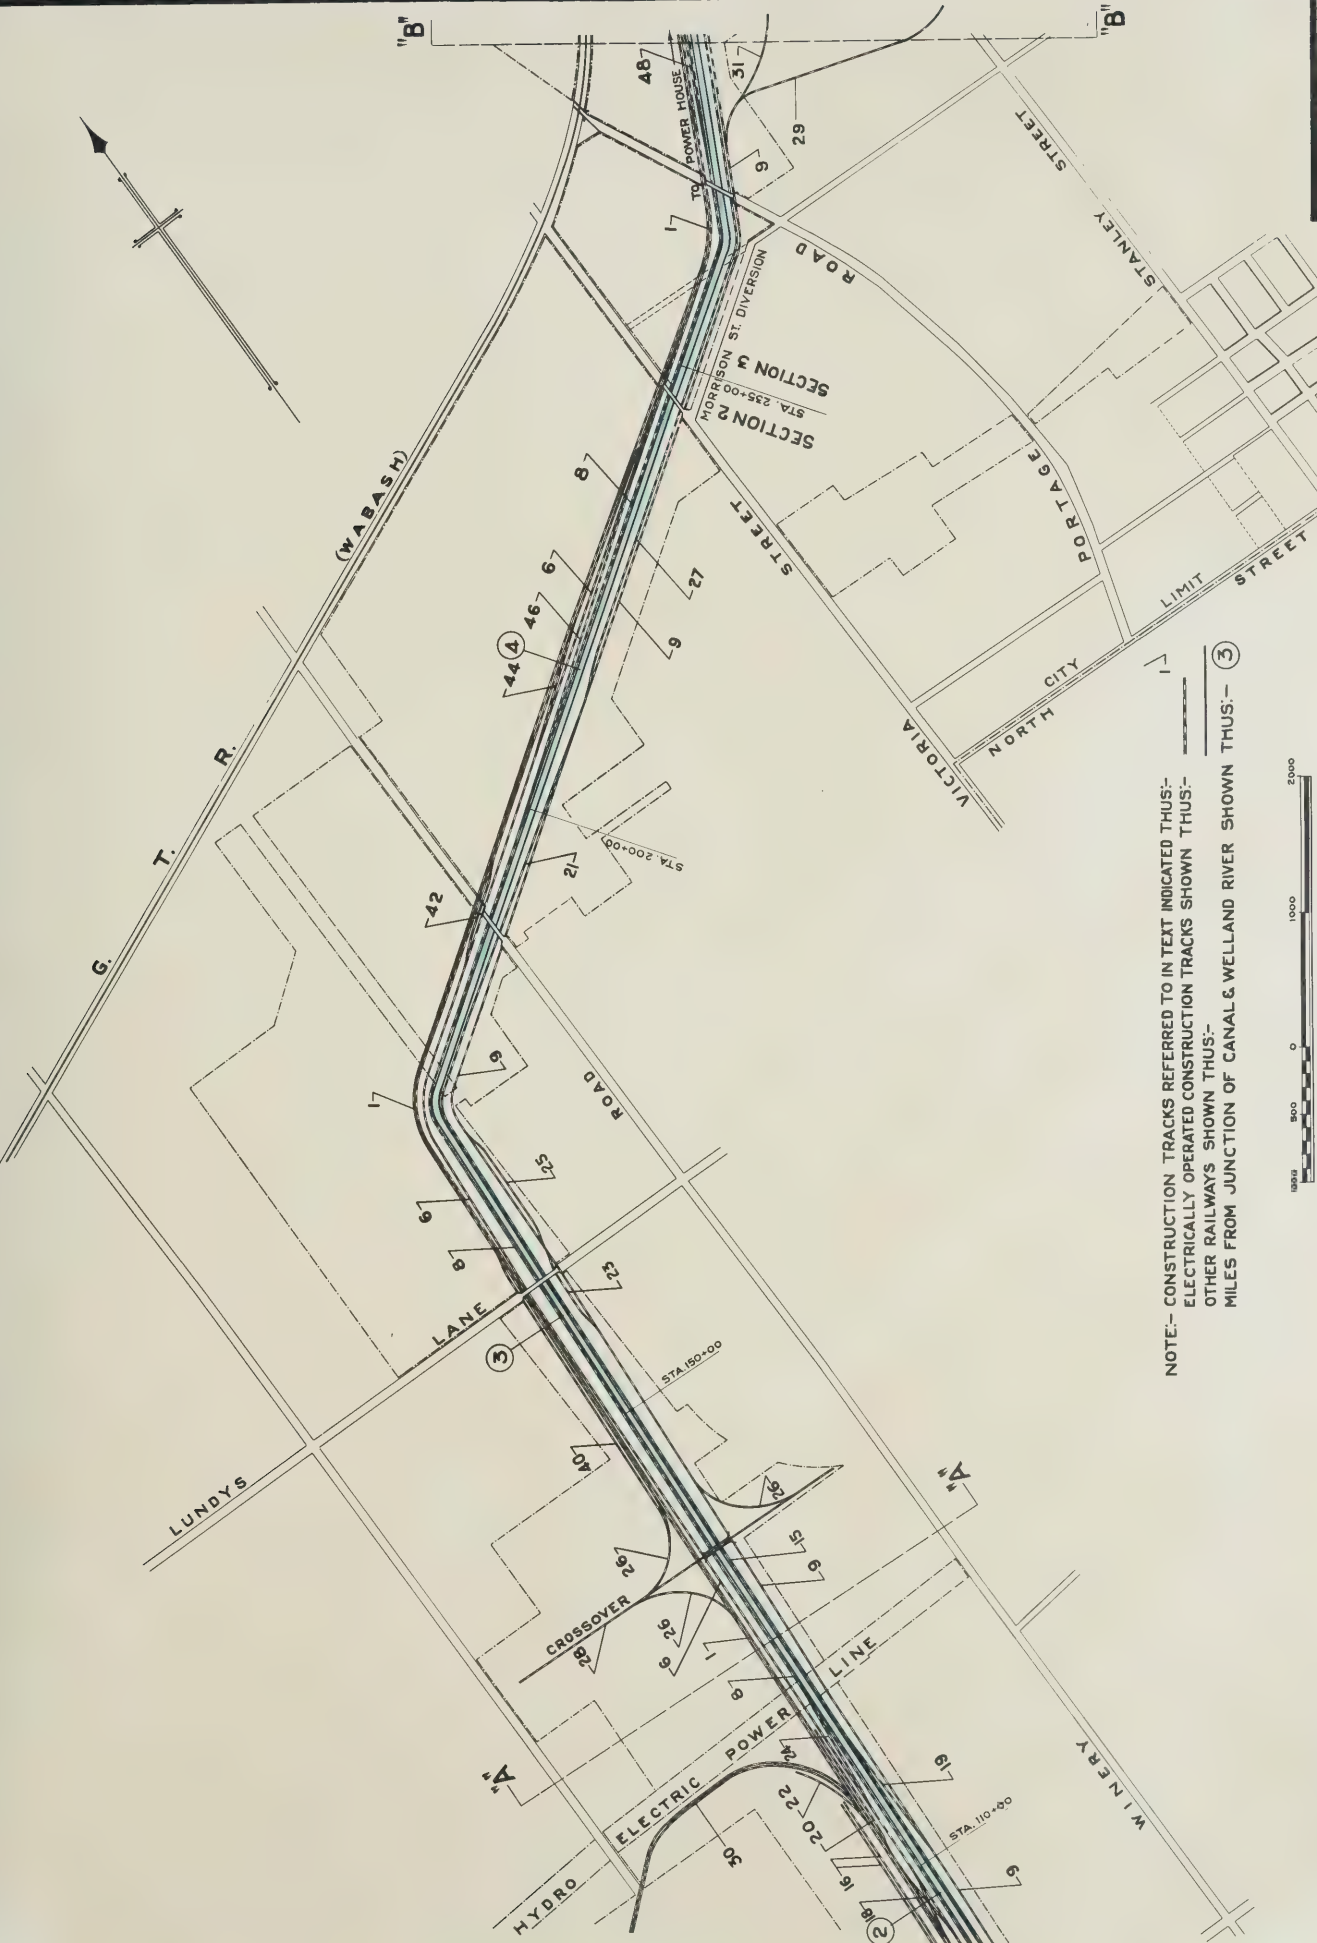 "B"
"B"
48
TO POWER HOUSE
31
29
9
1
ROAD
STREET
STANLEY
MORRISON ST. DIVERSION
SECTION 3
STA. 235+00
SECTION 2
(WABASH)
8
6
46
4
44
27
9
STREET
PORTAGE
LIMIT
STREET
CITY
NORTH
VICTORIA
G. T. R.
42
21
STA. 200+00
1
9
ROAD
6
25
8
23
LANE
3
STA. 150+00
40
LUNDYS
26
26
15
9
"A"
CROSSOVER
28
26
6
1
8
LINE
POWER
24
ELECTRIC
HYDRO
"A"
22
20
30
19
STA. 110+00
16
18
2
9
WINERY
NOTE:- CONSTRUCTION TRACKS REFERRED TO IN TEXT INDICATED THUS:- 1
ELECTRICALLY OPERATED CONSTRUCTION TRACKS SHOWN THUS:-
OTHER RAILWAYS SHOWN THUS:-
MILES FROM JUNCTION OF CANAL & WELLAND RIVER SHOWN THUS:- 3
1000 500 0 1000 2000